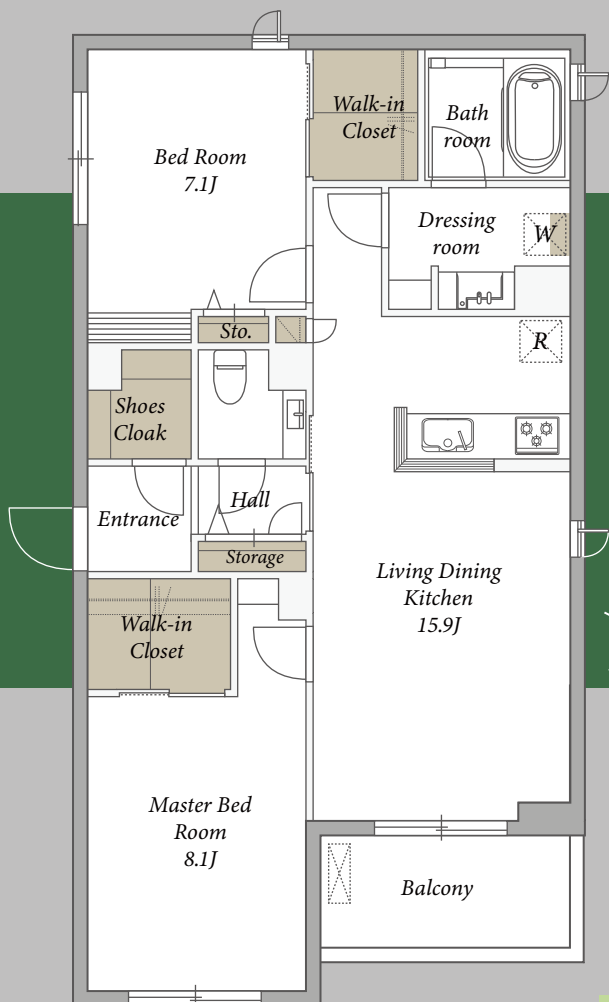 Walk-in
Closet
Bath
room
Bed Room
7.1J
Dressing
room
W
Sto.
R
Shoes
Cloak
Hall
Entrance
Storage
Living Dining
Kitchen
15.9J
Walk-in
Closet
Master Bed
Room
8.1J
Balcony